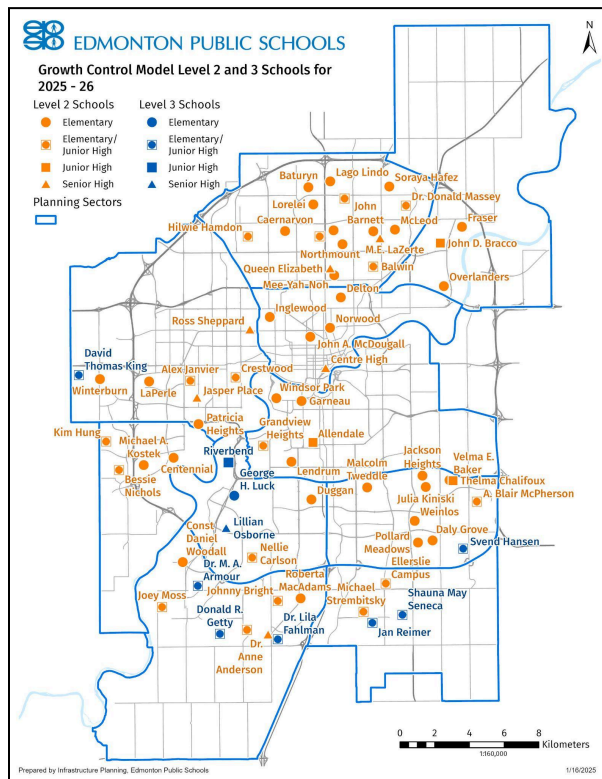 EDMONTON PUBLIC SCHOOLS
N
Growth Control Model Level 2 and 3 Schools for
2025 - 26
Level 2 Schools
Elementary
Elementary/
Junior High
Junior High
Senior High
Level 3 Schools
Elementary
Elementary/
Junior High
Junior High
Senior High
Planning Sectors
Baturyn
Lago Lindo
Soraya Hafez
Lorelei
John
Dr. Donald Massey
Caernarvon
Barnett
McLeod
Fraser
Hilwie Hamdon
Northmount
M.E. LaZerte
John D. Bracco
Queen Elizabeth
Balwin
Mee-Yah-Noh
Delton
Overlanders
Inglewood
Ross Sheppard
Norwood
John A. McDougall
David
Thomas King
Alex Janvier
Crestwood
Centre High
Winterburn
LaPerle
Jasper Place
Windsor Park
Garneau
Patricia
Heights
Grandview
Heights
Allendale
Kim Hung
Michael A.
Kostek
Riverbend
Jackson
Heights
Velma E.
Baker
Centennial
George
H. Luck
Lendrum
Malcolm
Tweddle
Thelma Chalifoux
Bessie
Nichols
Duggan
Julia Kiniski
A. Blair McPherson
Weinlos
Const
Daniel
Woodall
Lillian
Osborne
Pollard
Meadows
Daly Grove
Svend Hansen
Nellie
Carlson
Ellerslie
Campus
Dr. M. A.
Armour
Roberta
MacAdams
Michael
Strembitsky
Shauna May
Seneca
Joey Moss
Johnny Bright
Donald R.
Getty
Dr. Lila
Fahlman
Jan Reimer
Dr.
Anne
Anderson
0 2 4 6 8
Kilometers
1:160,000
Prepared by Infrastructure Planning, Edmonton Public Schools
1/16/2025